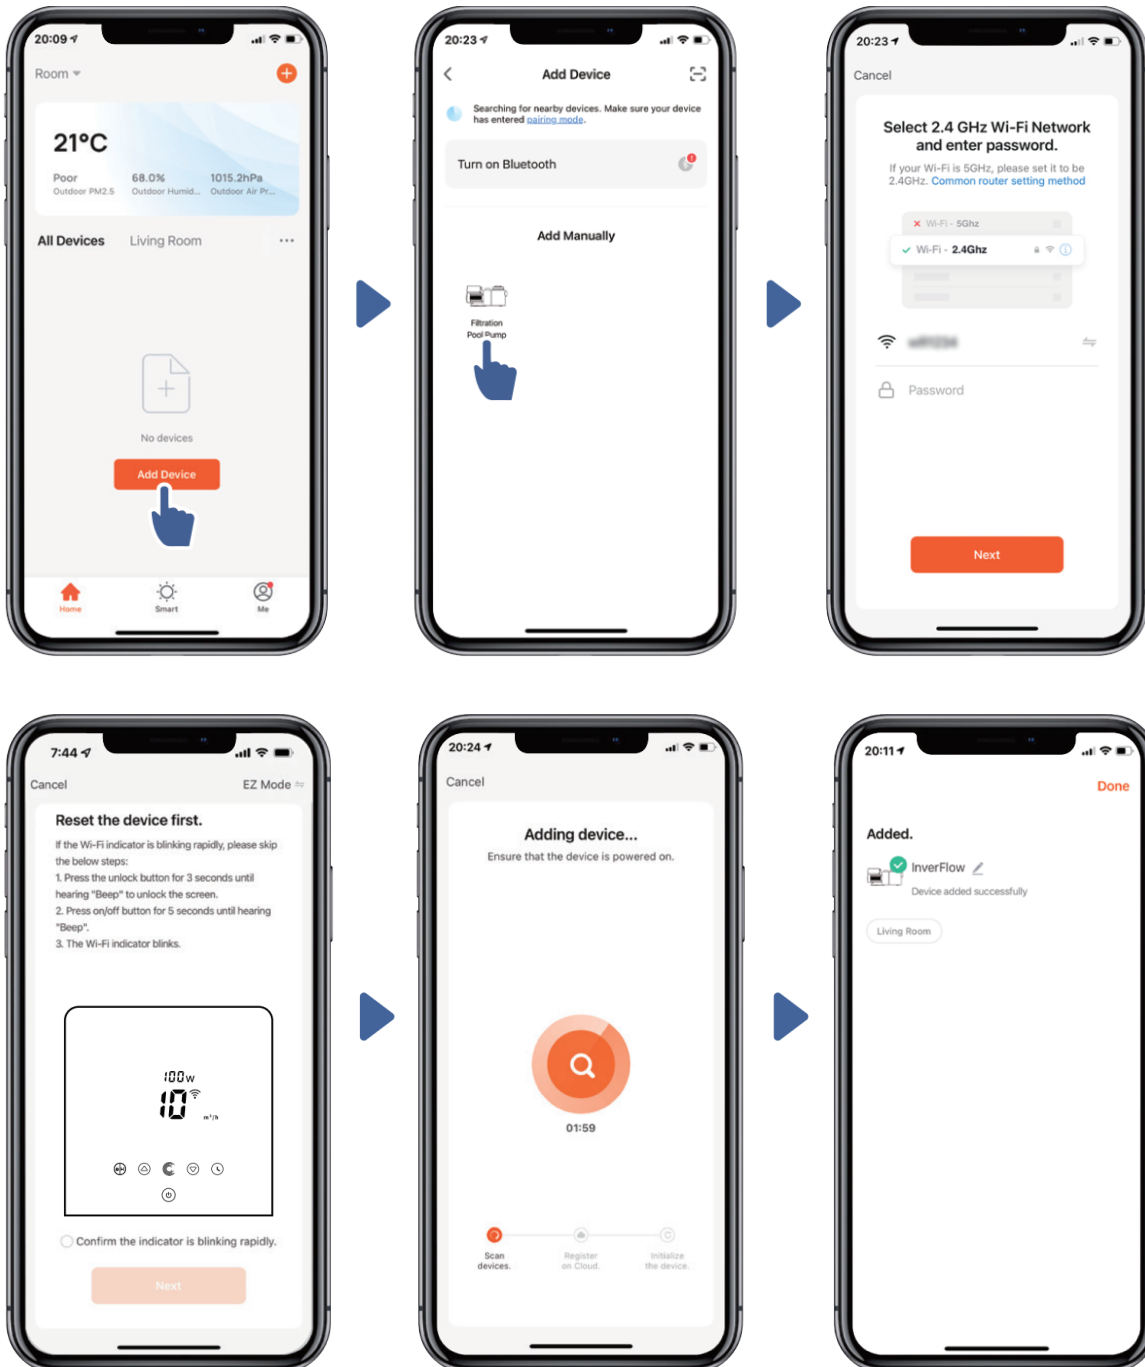 20:09
Room
21°C
Poor 68.0% 1015.2hPa
Outdoor PM2.5 Outdoor Humid... Outdoor Air Pr...
All Devices Living Room ...
No devices
Add Device
Home Smart Me
20:23
Add Device
Searching for nearby devices. Make sure your device
has entered pairing mode.
Turn on Bluetooth
Add Manually
Filtration
Pool Pump
20:23
Cancel
Select 2.4 GHz Wi-Fi Network
and enter password.
If your Wi-Fi is 5GHz, please set it to be
2.4GHz. Common router setting method
Wi-Fi - 5Ghz
Wi-Fi - 2.4Ghz
Password
Next
7:44
Cancel EZ Mode
Reset the device first.
If the Wi-Fi indicator is blinking rapidly, please skip
the below steps:
1. Press the unlock button for 3 seconds until
hearing "Beep" to unlock the screen.
2. Press on/off button for 5 seconds until hearing
"Beep".
3. The Wi-Fi indicator blinks.
100w
10
m³/h
Confirm the indicator is blinking rapidly.
Next
20:24
Cancel
Adding device...
Ensure that the device is powered on.
01:59
Scan Register Initialize
devices. on Cloud. the device.
20:11
Done
Added.
InverFlow
Device added successfully
Living Room